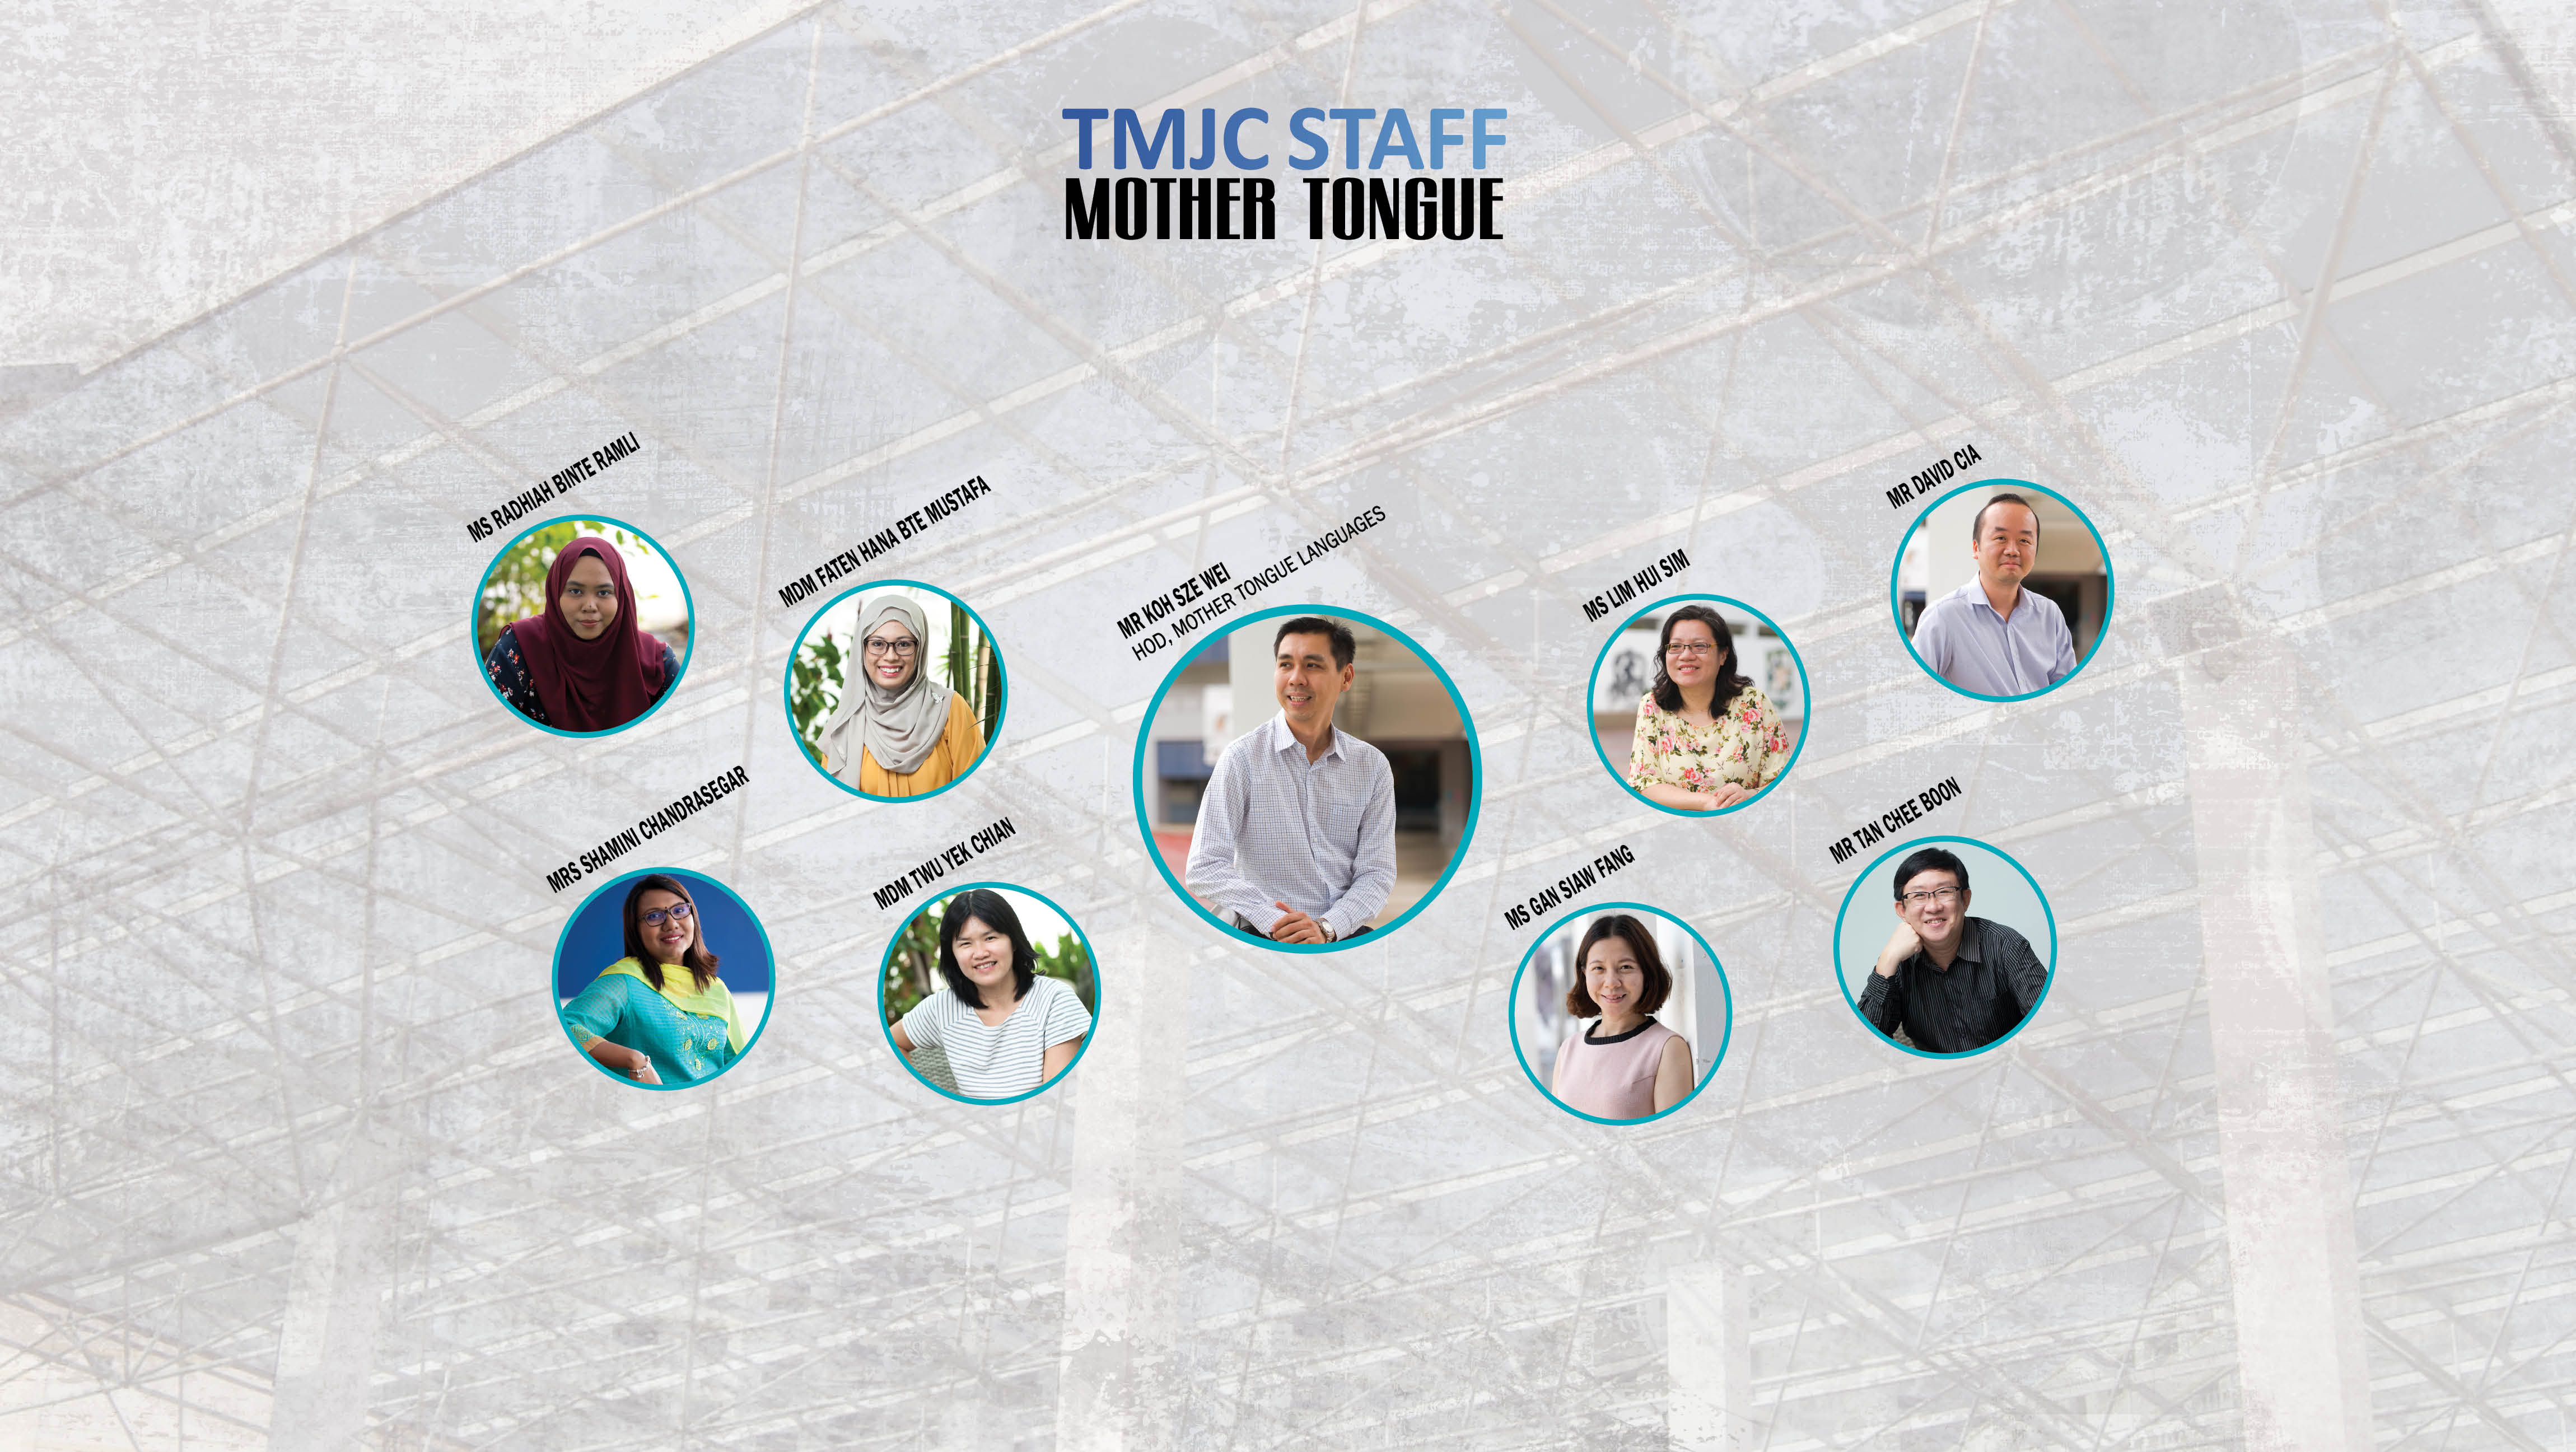 TMJC STAFF
MOTHER TONGUE
MS RADHIAH BINTE RAMLI
MDM FATEN HANA BTE MUSTAFA
MR KOH SZE WEI
HOD, MOTHER TONGUE LANGUAGES
MS LIM HUI SIM
MR DAVID CIA
MRS SHAMINI CHANDRASEGAR
MDM TWU YEK CHIAN
MS GAN SIAW FANG
MR TAN CHEE BOON